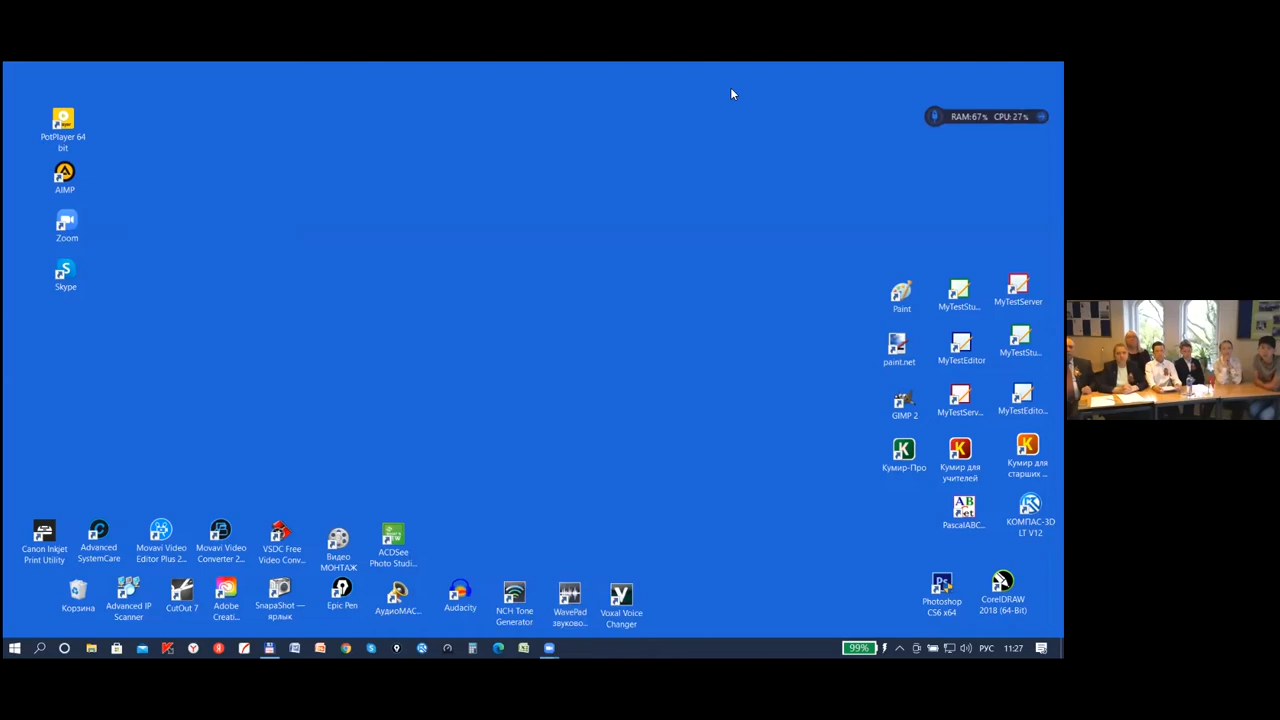 PotPlayer 64
bit
AIMP
Zoom
Skype
RAM:67% CPU:27%
Paint
MyTestStu...
MyTestServer
paint.net
MyTestEditor
MyTestStu...
GIMP 2
MyTestServ...
MyTestEdito...
Кумир-Про
Кумир для
учителей
Кумир для
старших ...
PascalABC...
КОМПАС-3D
LT V12
Photoshop
CS6 x64
CorelDRAW
2018 (64-Bit)
Canon Inkjet
Print Utility
Advanced
SystemCare
Movavi Video
Editor Plus 2...
Movavi Video
Converter 2...
VSDC Free
Video Conv...
Видео
МОНТАЖ
ACDSee
Photo Studi...
Корзина
Advanced IP
Scanner
CutOut 7
Adobe
Creati...
SnapaShot —
ярлык
Epic Pen
АудиоМАС...
Audacity
NCH Tone
Generator
WavePad
звуково...
Voxal Voice
Changer
99%
РУС
11:27